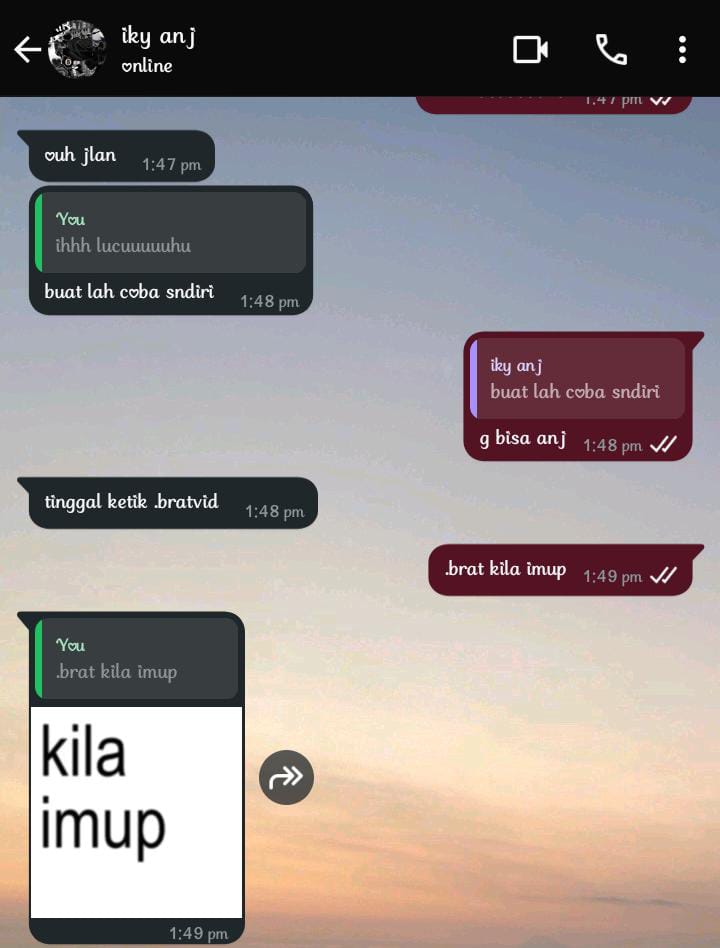 iky anj
online
1:47 pm
ouh jlan
1:47 pm
You
ihhh lucuuuuuhu
buat lah coba sndiri
1:48 pm
iky anj
buat lah coba sndiri
g bisa anj
1:48 pm
tinggal ketik .bratvid
1:48 pm
.brat kila imup
1:49 pm
You
.brat kila imup
kila
imup
1:49 pm